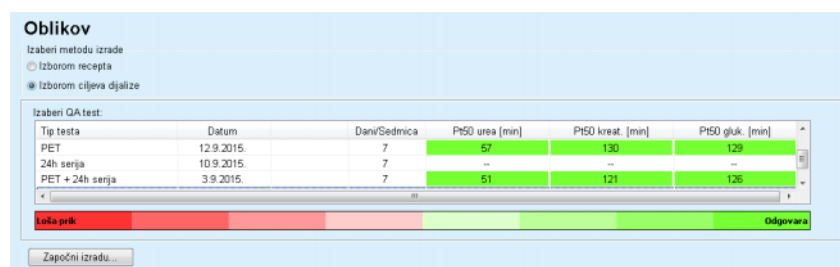 Oblikov
Izaberi metodu izrade
Izborom recepta
Izborom ciljeva dijalize
Izaberi QA test:
Tip testa Datum Dani/Sedmica Pt50 urea [min] Pt50 kreat. [min] Pt50 gluk. [min]
PET 12.9.2015. 7 57 130 129
24h serija 10.9.2015. 7 -- -- --
PET + 24h serija 3.9.2015. 7 51 121 126
Loša prik Odgovara
Započni izradu...